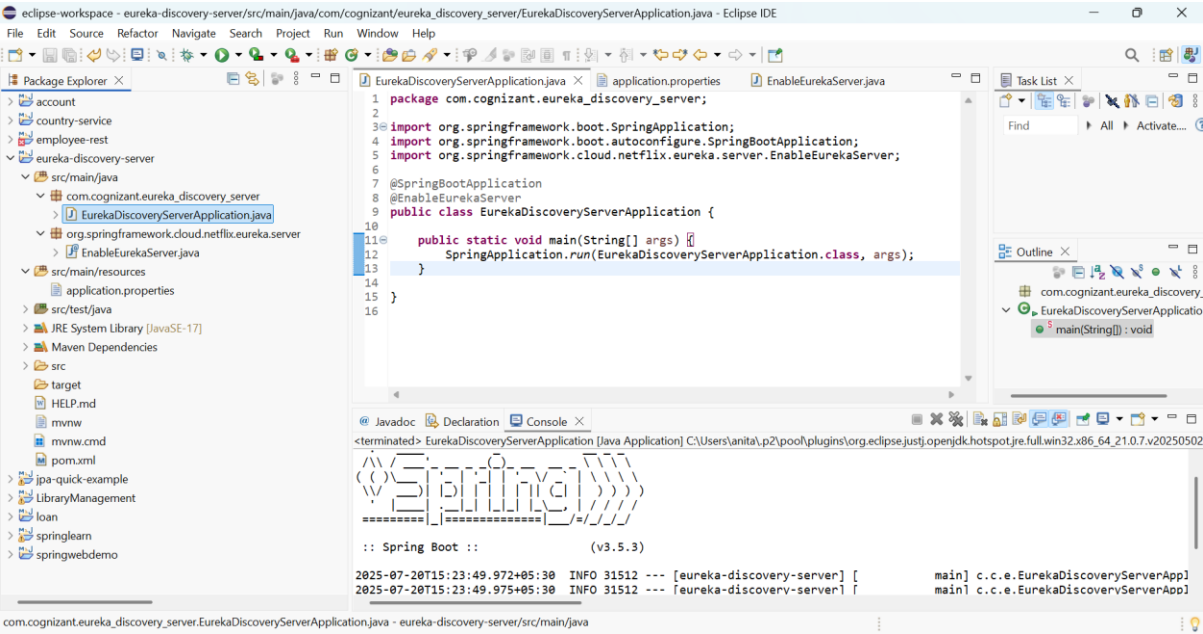 eclipse-workspace - eureka-discovery-server/src/main/java/com/cognizant/eureka_discovery_server/EurekaDiscoveryServerApplication.java - Eclipse IDE
File Edit Source Refactor Navigate Search Project Run Window Help
Package Explorer
account
country-service
employee-rest
eureka-discovery-server
src/main/java
com.cognizant.eureka_discovery_server
EurekaDiscoveryServerApplication.java
org.springframework.cloud.netflix.eureka.server
EnableEurekaServer.java
src/main/resources
application.properties
src/test/java
JRE System Library [JavaSE-17]
Maven Dependencies
src
target
HELP.md
mvnw
mvnw.cmd
pom.xml
jpa-quick-example
LibraryManagement
loan
springlearn
springwebdemo
EurekaDiscoveryServerApplication.java application.properties EnableEurekaServer.java
1 package com.cognizant.eureka_discovery_server;
2
3 import org.springframework.boot.SpringApplication;
4 import org.springframework.boot.autoconfigure.SpringBootApplication;
5 import org.springframework.cloud.netflix.eureka.server.EnableEurekaServer;
6
7 @SpringBootApplication
8 @EnableEurekaServer
9 public class EurekaDiscoveryServerApplication {
10
11 public static void main(String[] args) {
12 SpringApplication.run(EurekaDiscoveryServerApplication.class, args);
13 }
14
15 }
16
Task List
Find All Activate....
Outline
com.cognizant.eureka_discovery_
EurekaDiscoveryServerApplicatio
main(String[]) : void
@ Javadoc Declaration Console
<terminated> EurekaDiscoveryServerApplication [Java Application] C:\Users\anita\.p2\pool\plugins\org.eclipse.justj.openjdk.hotspot.jre.full.win32.x86_64_21.0.7.v20250502
Spring
:: Spring Boot :: (v3.5.3)
2025-07-20T15:23:49.972+05:30 INFO 31512 --- [eureka-discovery-server] [ main] c.c.e.EurekaDiscoveryServerAppl
2025-07-20T15:23:49.975+05:30 INFO 31512 --- [eureka-discovery-server] [ main] c.c.e.EurekaDiscoveryServerAppl
com.cognizant.eureka_discovery_server.EurekaDiscoveryServerApplication.java - eureka-discovery-server/src/main/java